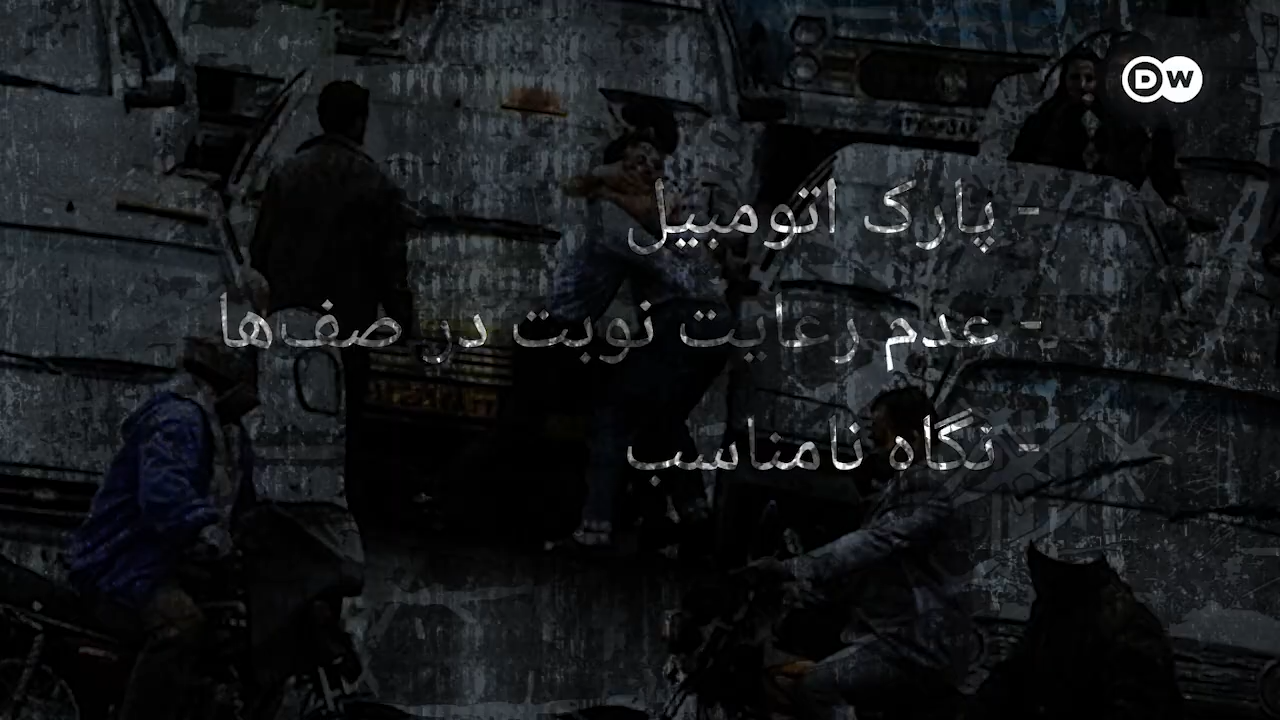 DW
- پارک اتومبیل
- عدم رعایت نوبت در صف‌ها
- نگاه نامناسب